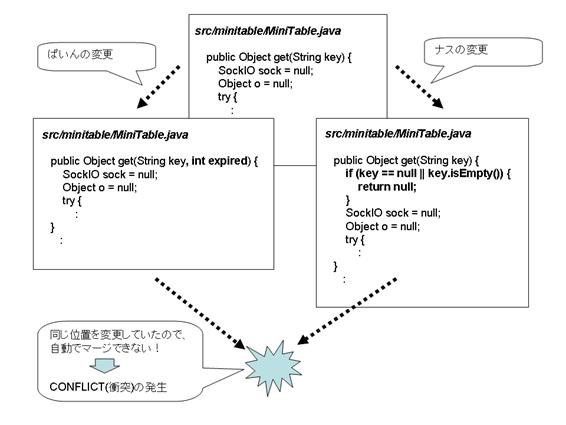 src/minitable/MiniTable.java
public Object get(String key) {
SockIO sock = null;
Object o = null;
try {
:
ぱいんの変更
ナスの変更
src/minitable/MiniTable.java
public Object get(String key, int expired) {
SockIO sock = null;
Object o = null;
try {
:
}
:
src/minitable/MiniTable.java
public Object get(String key) {
if (key == null || key.isEmpty()) {
return null;
}
SockIO sock = null;
Object o = null;
try {
:
}
:
同じ位置を変更していたので、
自動でマージできない！
CONFLICT(衝突)の発生